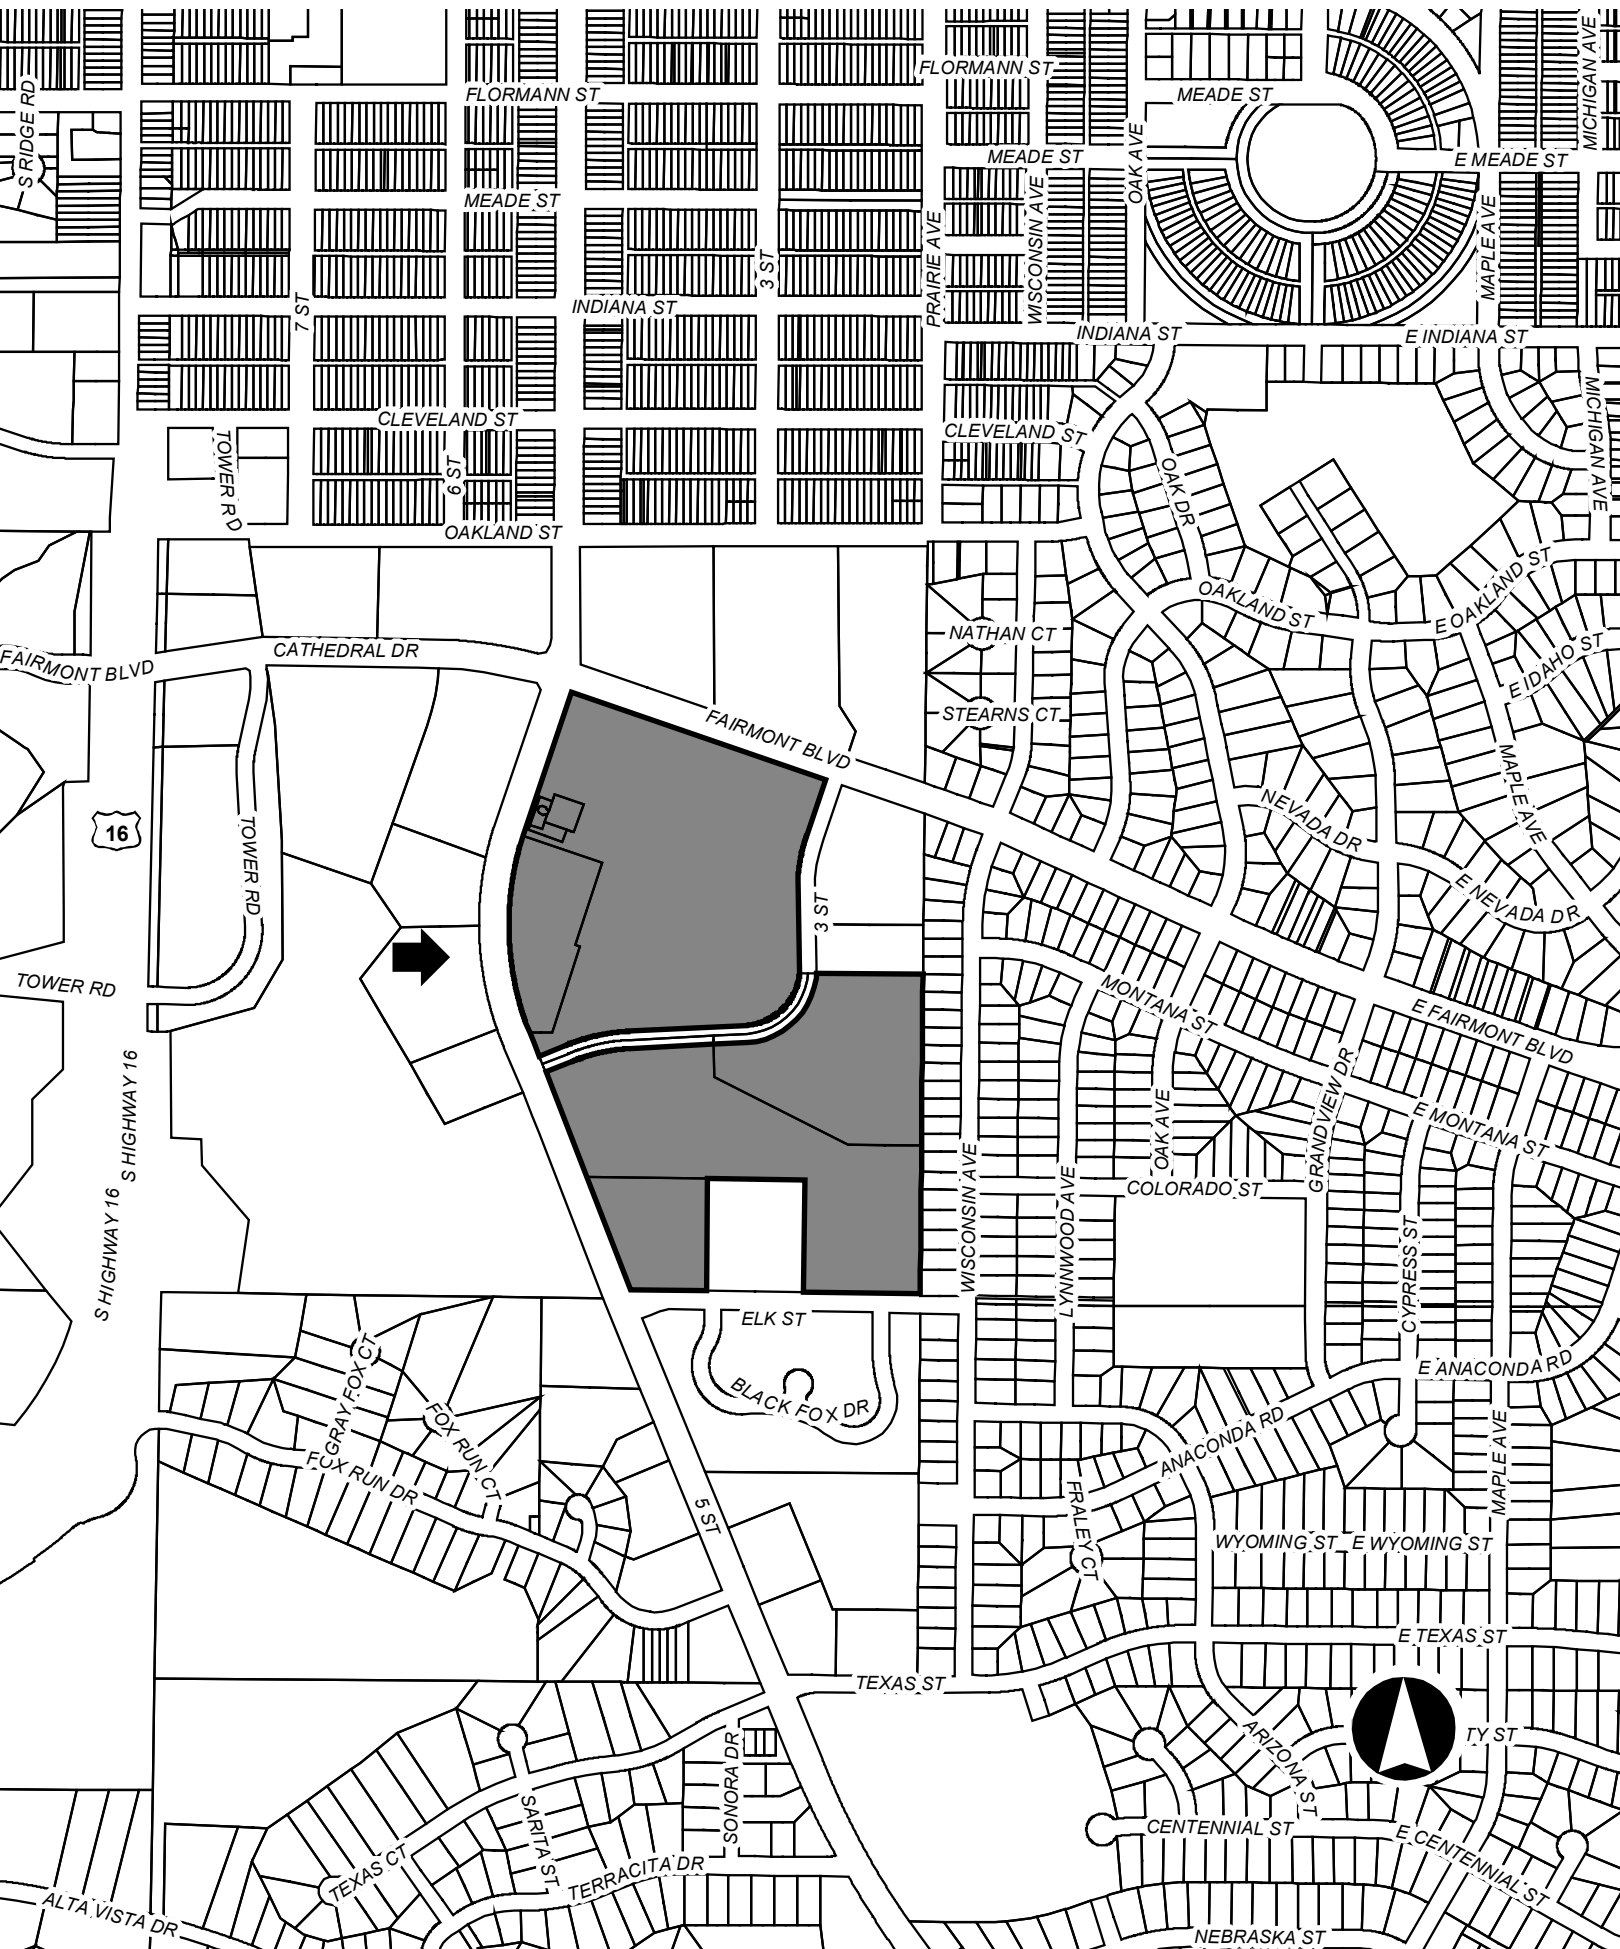 MICHIGAN AVE
FLORMANN ST
S RIDGE RD
FLORMANN ST
MEADE ST
OAK AVE
MEADE ST
E MEADE ST
MEADE ST
WISCONSIN AVE
MAPLE AVE
PRAIRIE AVE
3 ST
7 ST
INDIANA ST
INDIANA ST
E INDIANA ST
MICHIGAN AVE
CLEVELAND ST
CLEVELAND ST
TOWER RD
6 ST
OAK DR
OAKLAND ST
OAKLAND ST
E OAKLAND ST
NATHAN CT
CATHEDRAL DR
FAIRMONT BLVD
E IDAHO ST
STEARNS CT
FAIRMONT BLVD
MAPLE AVE
NEVADA DR
16
TOWER RD
E NEVADA DR
3 ST
TOWER RD
MONTANA ST
E FAIRMONT BLVD
S HIGHWAY 16
GRANDVIEW DR
OAK AVE
E MONTANA ST
WISCONSIN AVE
LYNNWOOD AVE
COLORADO ST
S HIGHWAY 16
CYPRESS ST
ELK ST
GRAY FOX CT
E ANACONDA RD
BLACK FOX DR
FOX RUN CT
ANACONDA RD
MAPLE AVE
FOX RUN DR
5 ST
FRALEY CT
WYOMING ST
E WYOMING ST
E TEXAS ST
TEXAS ST
ARIZONA ST
TY ST
SONORA DR
SARITA ST
CENTENNIAL ST
E CENTENNIAL ST
TEXAS CT
TERRACITA DR
ALTA VISTA DR
NEBRASKA ST